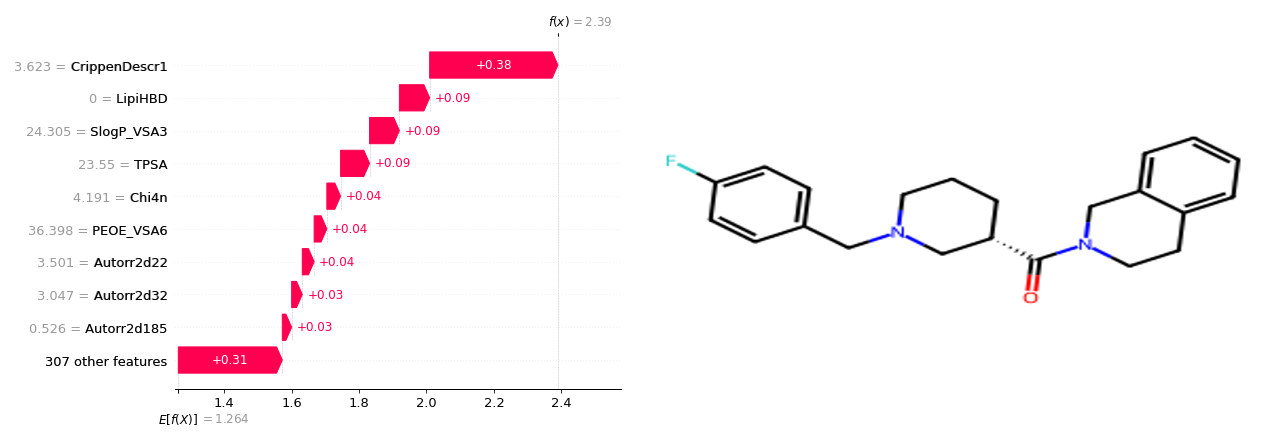 f(x) = 2.39
3.623 = CrippenDescr1
+0.38
0 = LipiHBD
+0.09
24.305 = SlogP_VSA3
+0.09
23.55 = TPSA
+0.09
4.191 = Chi4n
+0.04
36.398 = PEOE_VSA6
+0.04
3.501 = Autorr2d22
+0.04
3.047 = Autorr2d32
+0.03
0.526 = Autorr2d185
+0.03
307 other features
+0.31
1.4 1.6 1.8 2.0 2.2 2.4
E[f(X)] = 1.264
F
N
N
O